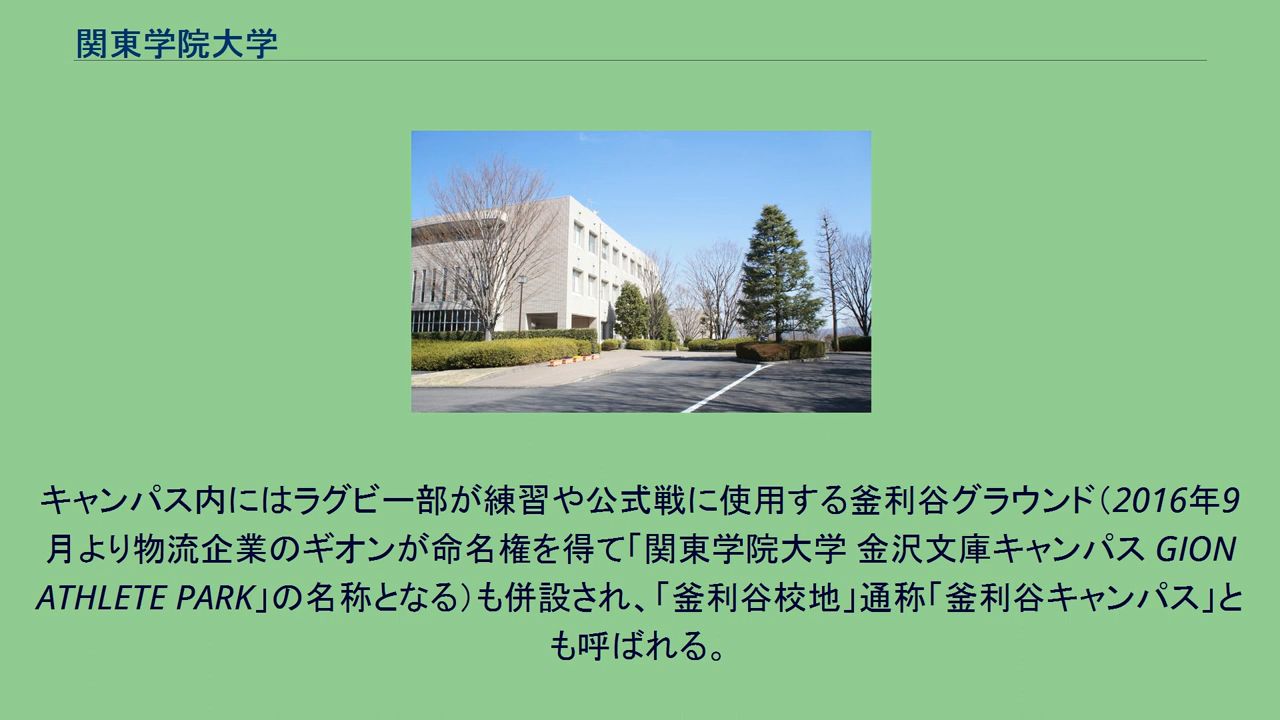 関東学院大学
キャンパス内にはラグビー部が練習や公式戦に使用する釜利谷グラウンド（2016年9
月より物流企業のギオンが命名権を得て「関東学院大学 金沢文庫キャンパス GION
ATHLETE PARK」の名称となる）も併設され、「釜利谷校地」通称「釜利谷キャンパス」と
も呼ばれる。